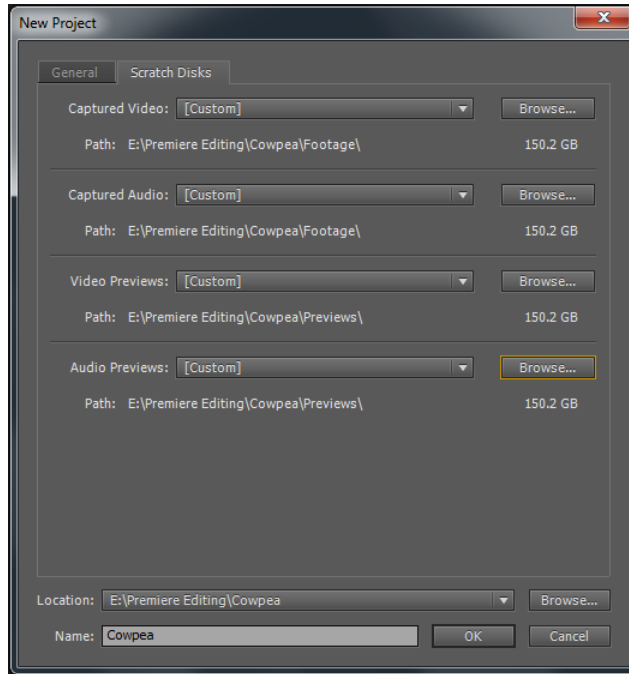 New Project
General Scratch Disks
Captured Video: [Custom] Browse...
Path: E:\Premiere Editing\Cowpea\Footage\ 150.2 GB
Captured Audio: [Custom] Browse...
Path: E:\Premiere Editing\Cowpea\Footage\ 150.2 GB
Video Previews: [Custom] Browse...
Path: E:\Premiere Editing\Cowpea\Previews\ 150.2 GB
Audio Previews: [Custom] Browse...
Path: E:\Premiere Editing\Cowpea\Previews\ 150.2 GB
Location: E:\Premiere Editing\Cowpea Browse...
Name: Cowpea OK Cancel